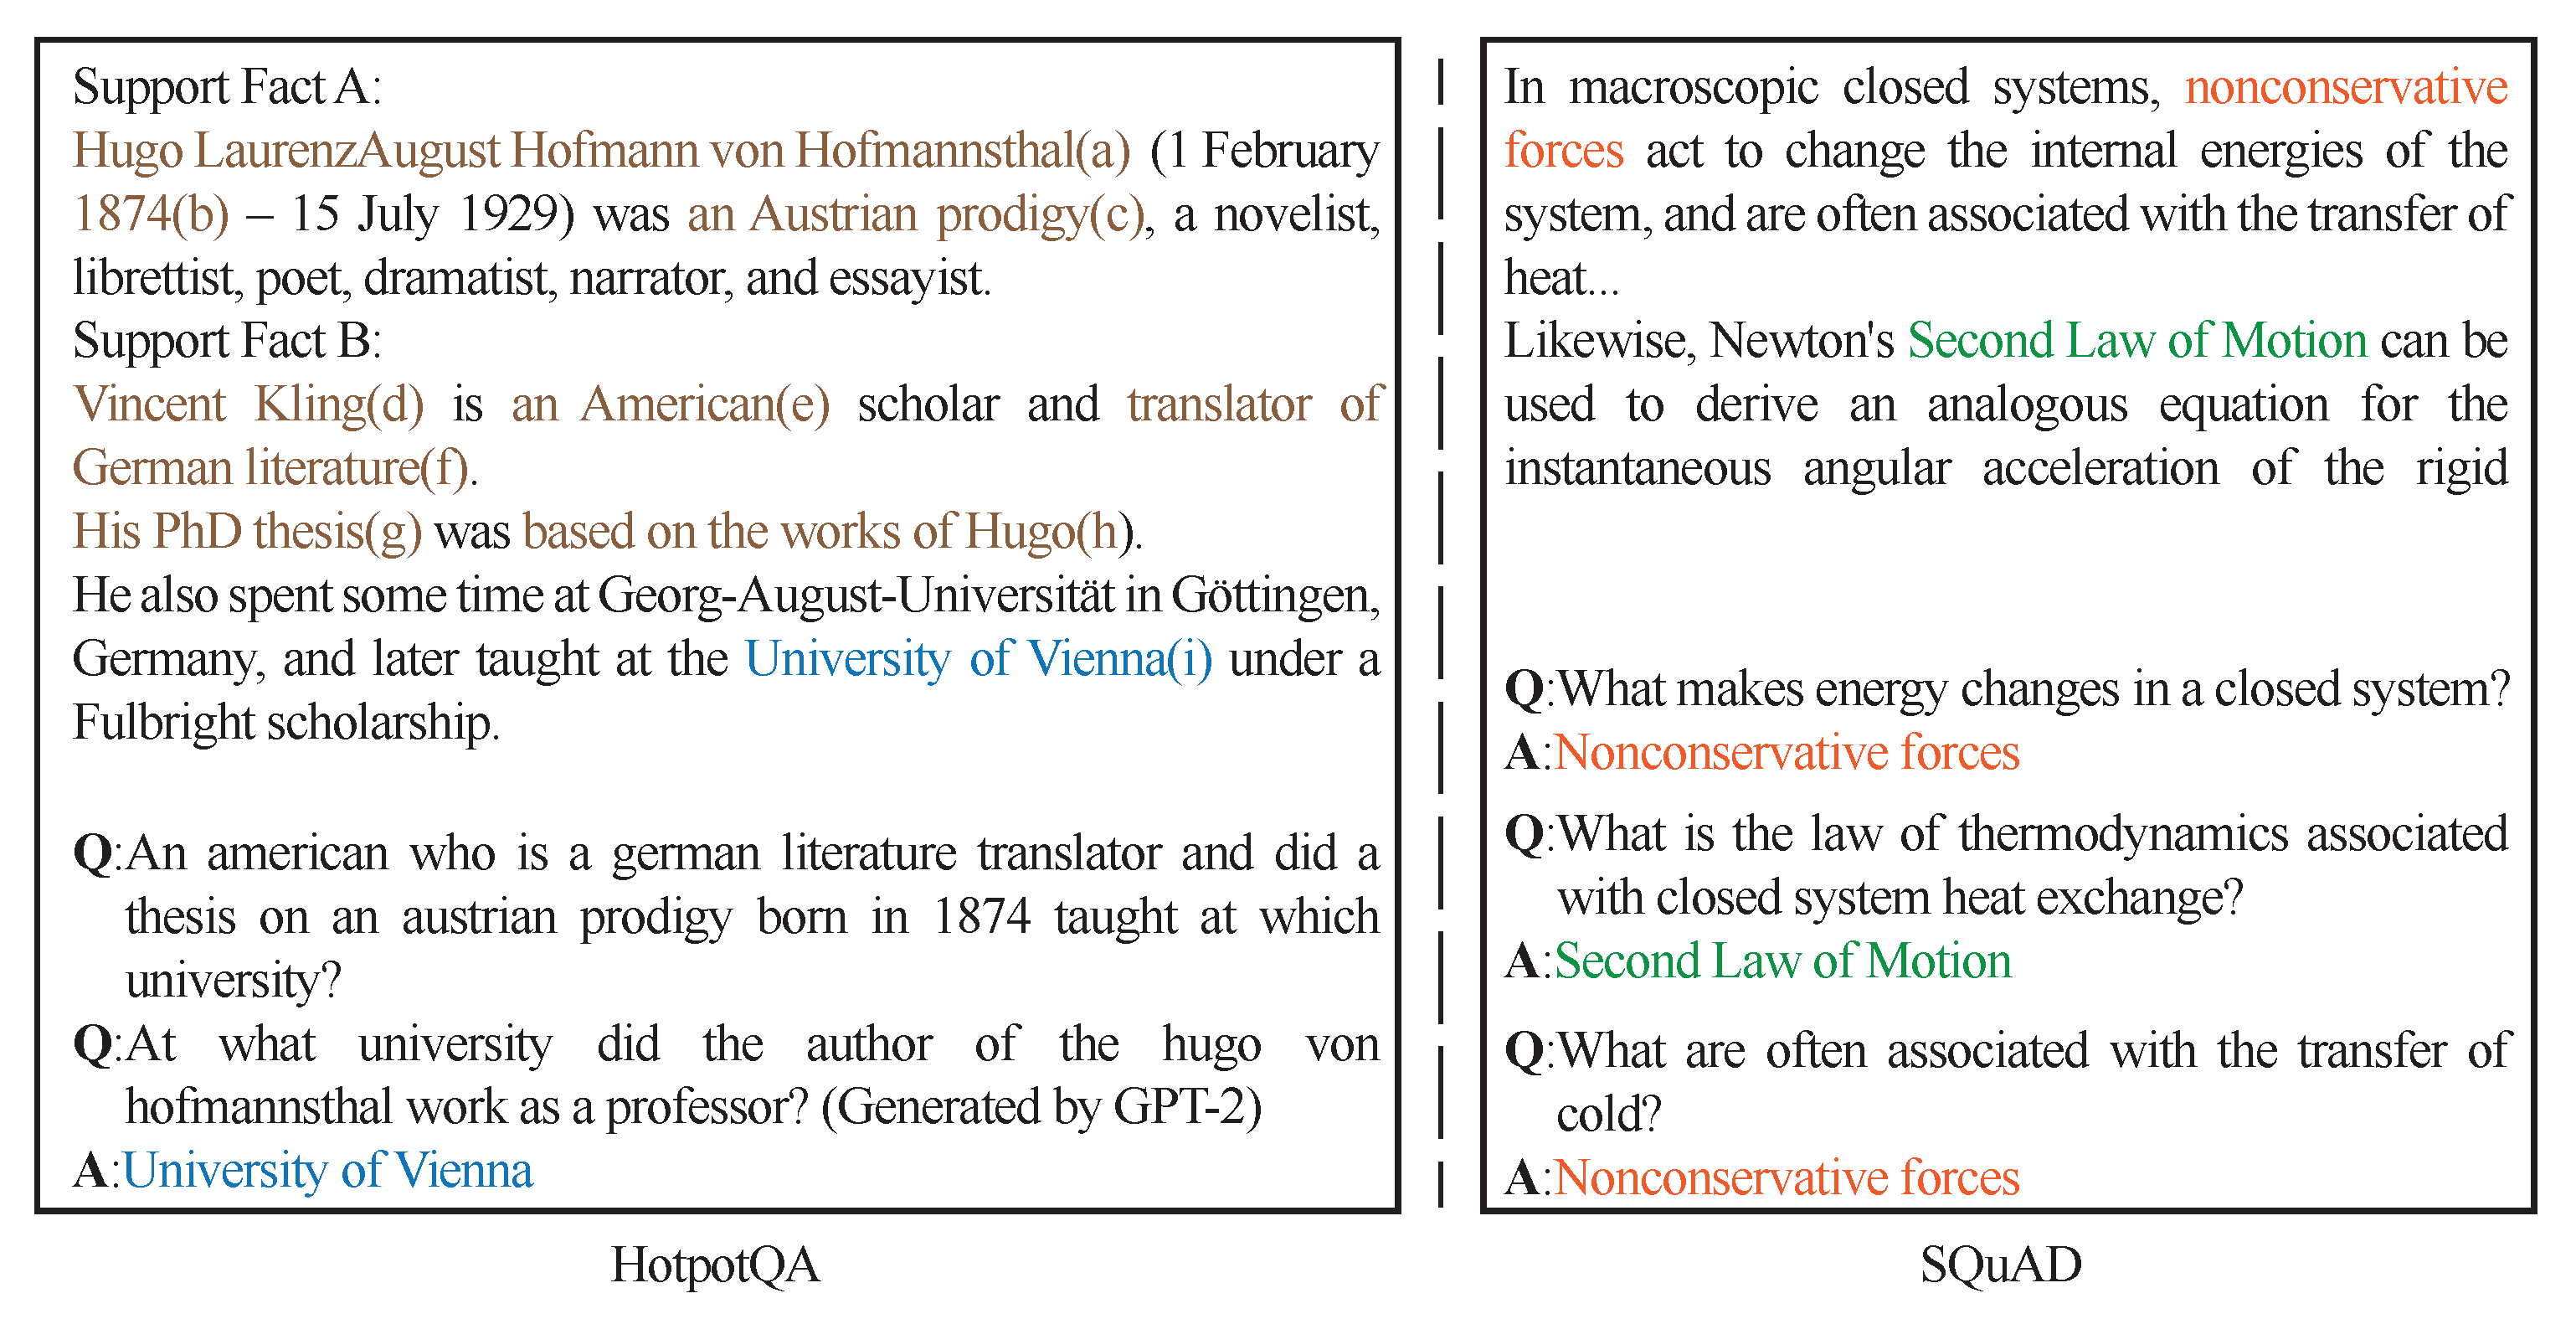 Support Fact A:
Hugo LaurenzAugust Hofmann von Hofmannsthal(a) (1 February
1874(b) – 15 July 1929) was an Austrian prodigy(c), a novelist,
librettist, poet, dramatist, narrator, and essayist.
Support Fact B:
Vincent Kling(d) is an American(e) scholar and translator of
German literature(f).
His PhD thesis(g) was based on the works of Hugo(h).
He also spent some time at Georg-August-Universität in Göttingen,
Germany, and later taught at the University of Vienna(i) under a
Fulbright scholarship.
Q:An american who is a german literature translator and did a
thesis on an austrian prodigy born in 1874 taught at which
university?
Q:At what university did the author of the hugo von
hofmannsthal work as a professor? (Generated by GPT-2)
A:University of Vienna
HotpotQA
In macroscopic closed systems, nonconservative
forces act to change the internal energies of the
system, and are often associated with the transfer of
heat...
Likewise, Newton's Second Law of Motion can be
used to derive an analogous equation for the
instantaneous angular acceleration of the rigid
Q:What makes energy changes in a closed system?
A:Nonconservative forces
Q:What is the law of thermodynamics associated
with closed system heat exchange?
A:Second Law of Motion
Q:What are often associated with the transfer of
cold?
A:Nonconservative forces
SQuAD